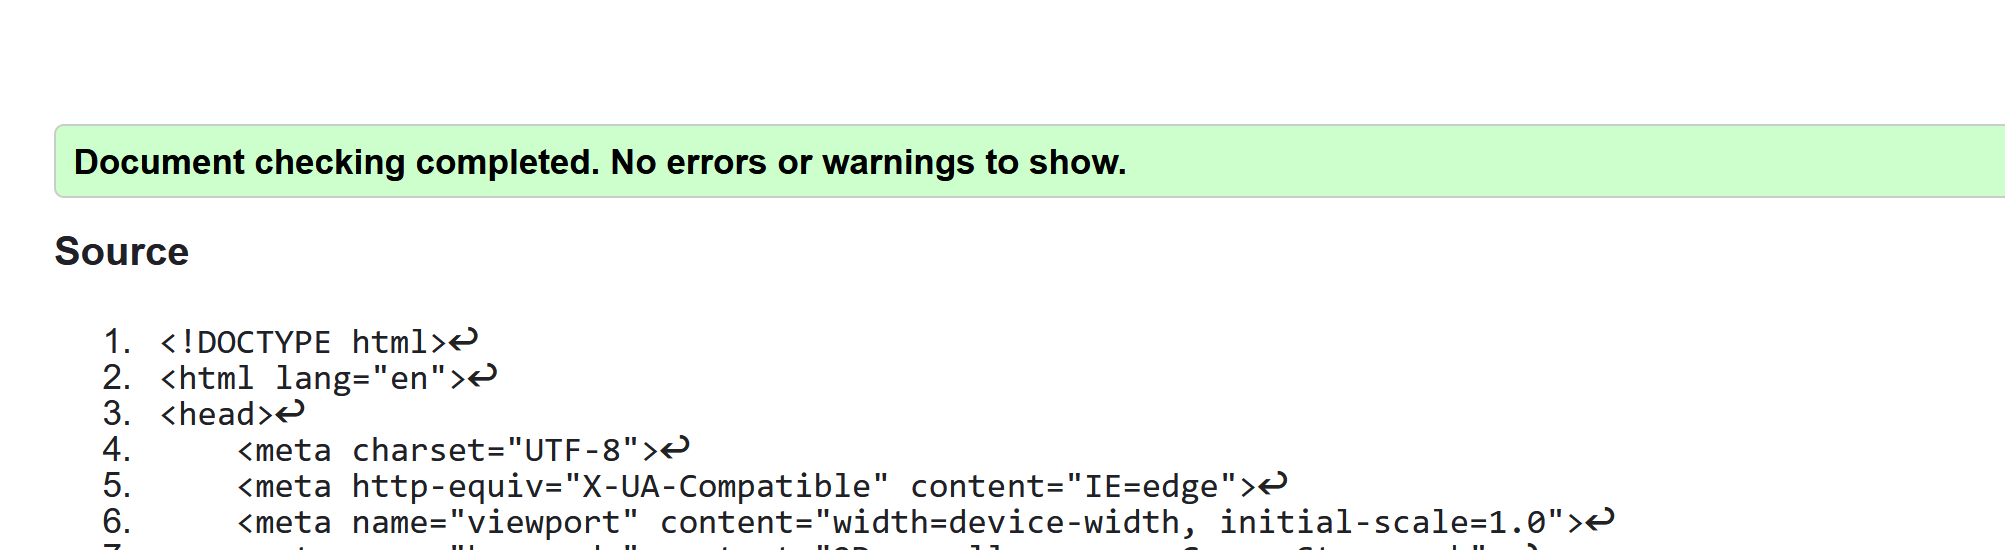 Document checking completed. No errors or warnings to show.
Source
1. <!DOCTYPE html>↩
2. <html lang="en">↩
3. <head>↩
4. <meta charset="UTF-8">↩
5. <meta http-equiv="X-UA-Compatible" content="IE=edge">↩
6. <meta name="viewport" content="width=device-width, initial-scale=1.0">↩